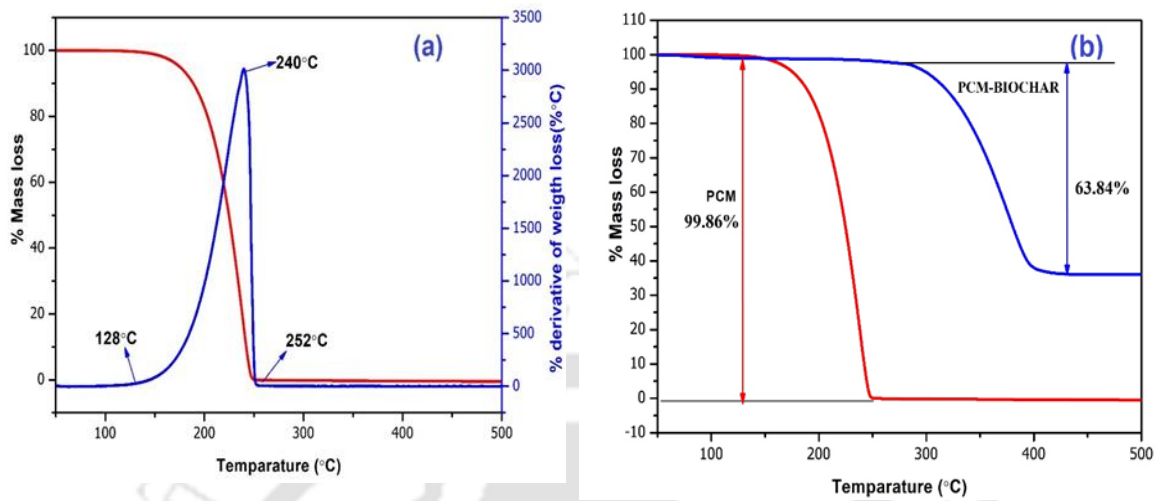 (a)
% Mass loss
100
80
60
40
20
0
240°C
128°C
252°C
3500
3000
2500
2000
1500
1000
500
0
% derivative of weigth loss(%°C)
100 200 300 400 500
Temparature (°C)
(b)
% Mass loss
110
100
90
80
70
60
50
40
30
20
10
0
-10
PCM-BIOCHAR
PCM
99.86%
63.84%
100 200 300 400 500
Temparature (°C)